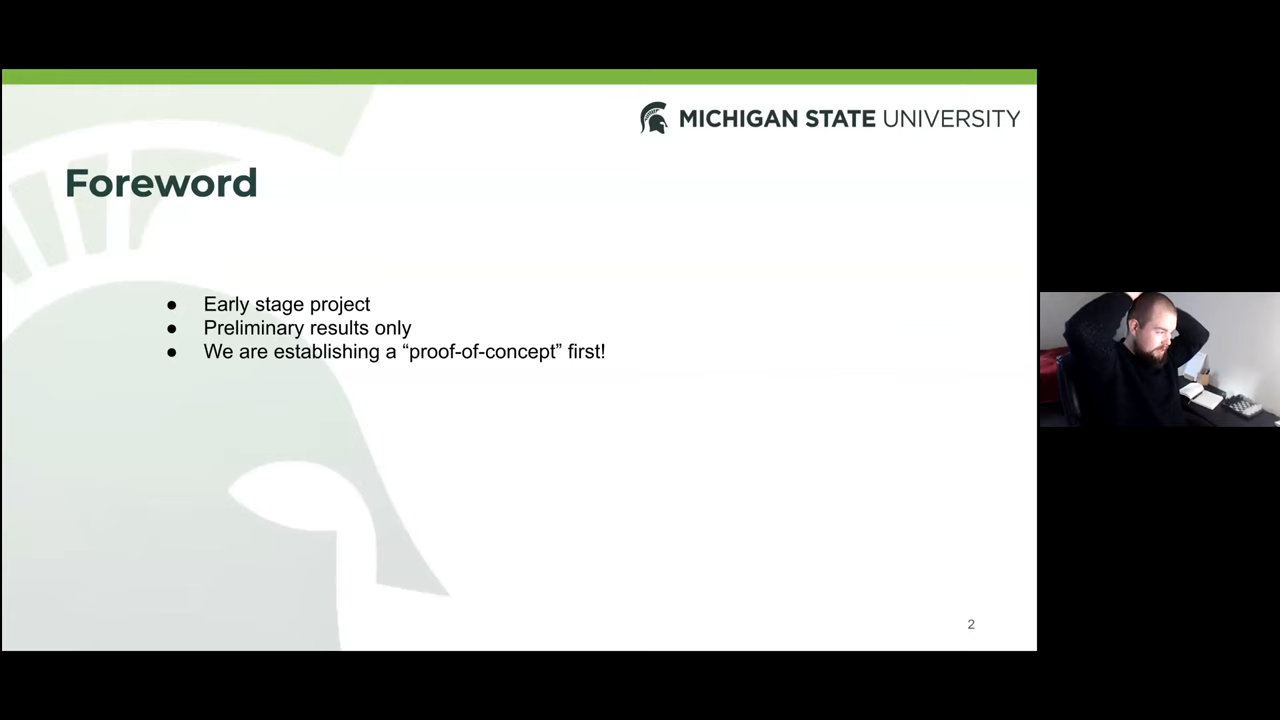 MICHIGAN STATE UNIVERSITY
Foreword
● Early stage project
● Preliminary results only
● We are establishing a “proof-of-concept” first!
2